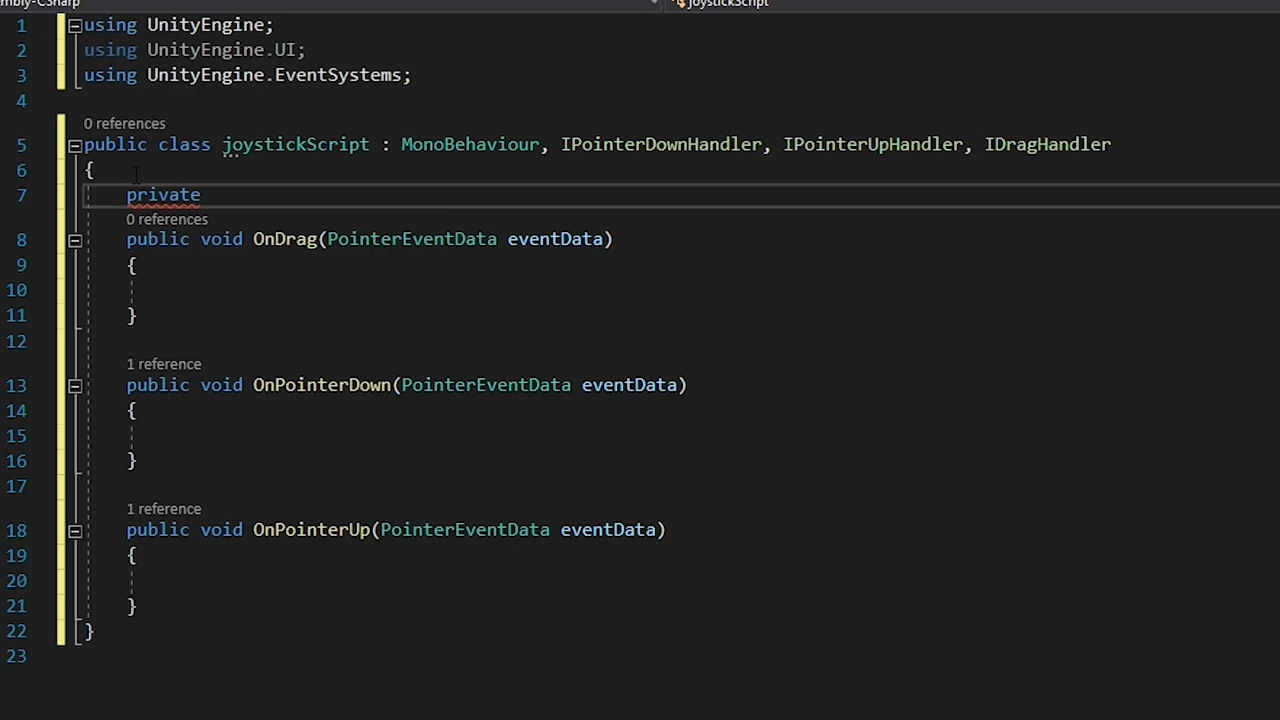 mbly-CSharp
joystickScript
1 using UnityEngine;
2 using UnityEngine.UI;
3 using UnityEngine.EventSystems;
4
0 references
5 public class joystickScript : MonoBehaviour, IPointerDownHandler, IPointerUpHandler, IDragHandler
6 {
7 private
0 references
8 public void OnDrag(PointerEventData eventData)
9 {
10
11 }
12
1 reference
13 public void OnPointerDown(PointerEventData eventData)
14 {
15
16 }
17
1 reference
18 public void OnPointerUp(PointerEventData eventData)
19 {
20
21 }
22 }
23